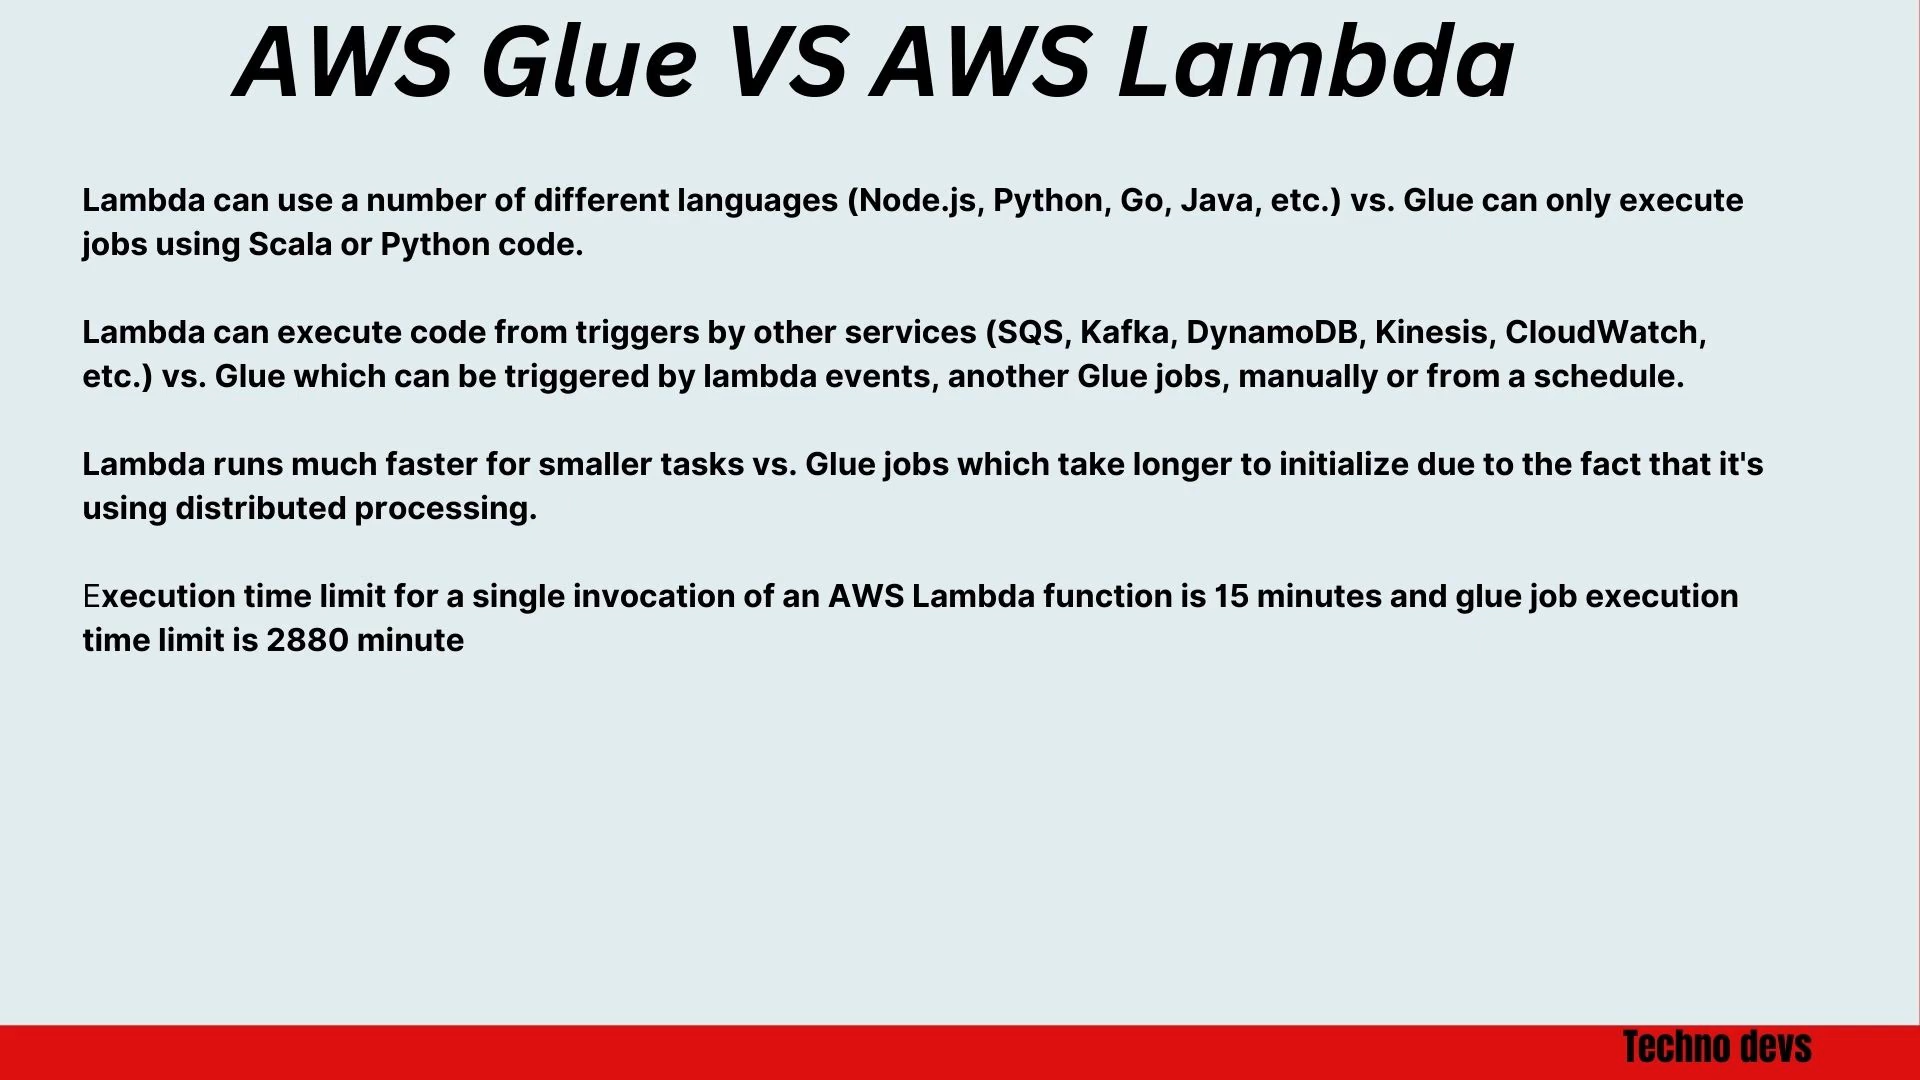 AWS Glue VS AWS Lambda
Lambda can use a number of different languages (Node.js, Python, Go, Java, etc.) vs. Glue can only execute
jobs using Scala or Python code.
Lambda can execute code from triggers by other services (SQS, Kafka, DynamoDB, Kinesis, CloudWatch,
etc.) vs. Glue which can be triggered by lambda events, another Glue jobs, manually or from a schedule.
Lambda runs much faster for smaller tasks vs. Glue jobs which take longer to initialize due to the fact that it's
using distributed processing.
Execution time limit for a single invocation of an AWS Lambda function is 15 minutes and glue job execution
time limit is 2880 minute
Techno devs